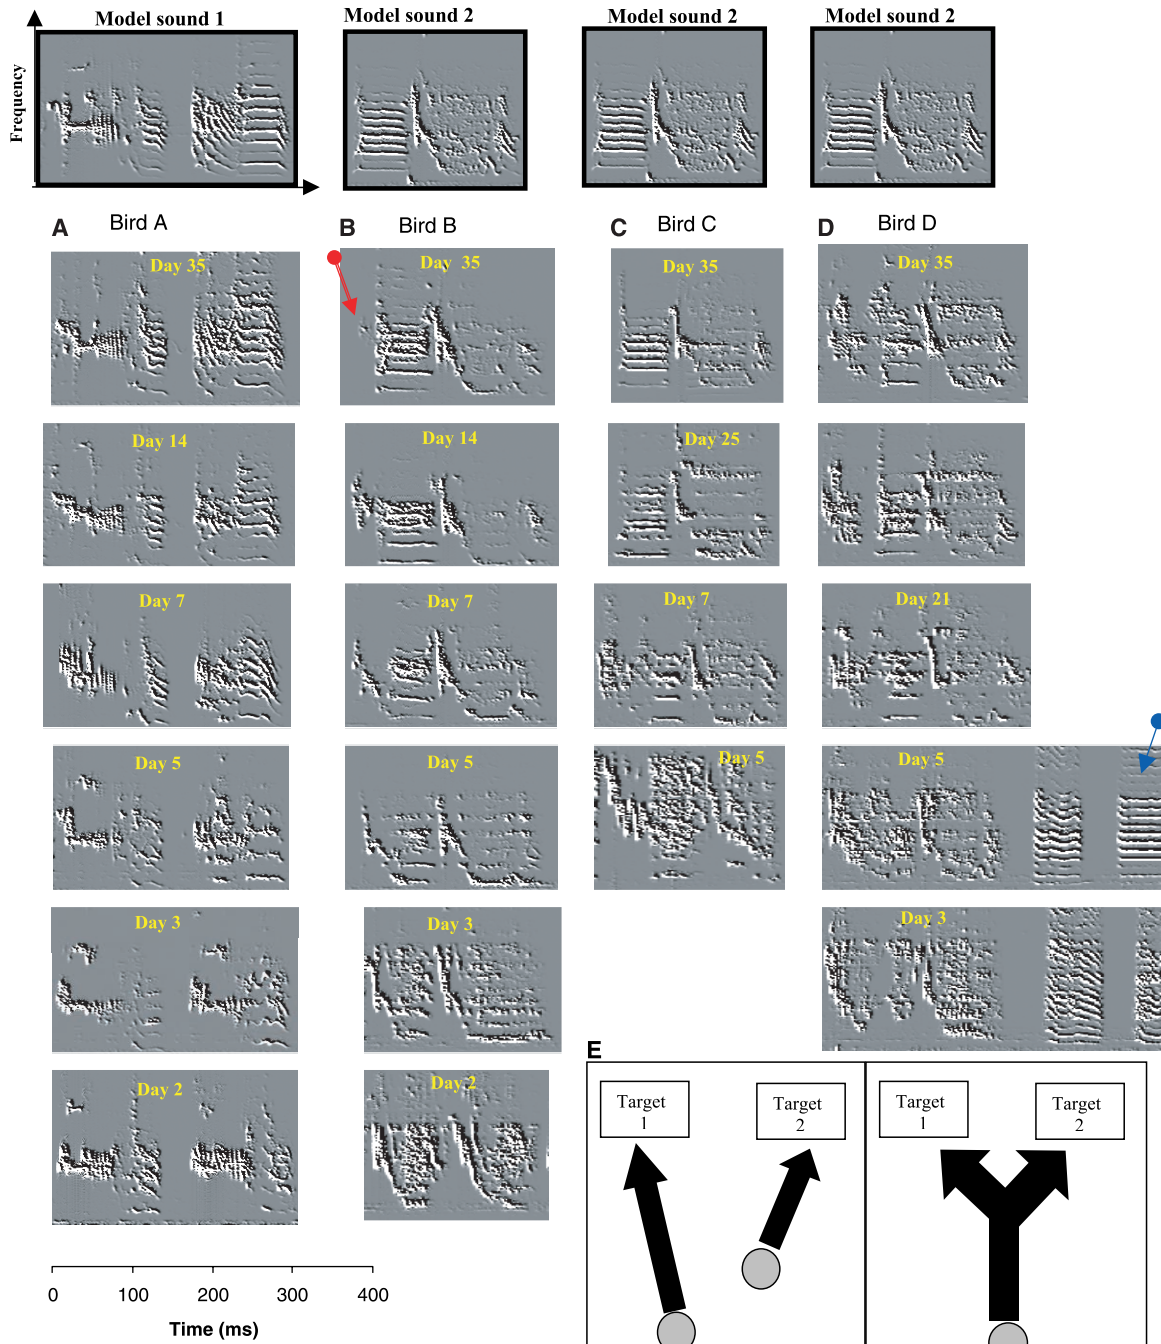 Model sound 1
Model sound 2
Model sound 2
Model sound 2
Frequency
A Bird A
B Bird B
C Bird C
D Bird D
Day 35
Day 35
Day 35
Day 35
Day 14
Day 14
Day 25
Day 7
Day 7
Day 7
Day 21
Day 5
Day 5
Day 5
Day 5
Day 3
Day 3
Day 3
Day 2
Day 2
E
Target
1
Target
2
Target
1
Target
2
0 100 200 300 400
Time (ms)